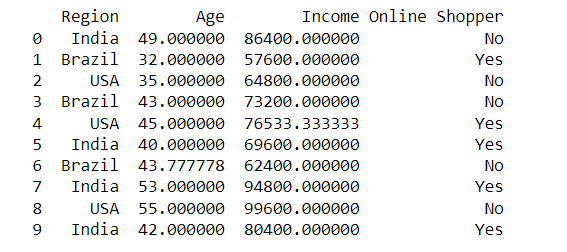 Region Age Income Online Shopper
0 India 49.000000 86400.000000 No
1 Brazil 32.000000 57600.000000 Yes
2 USA 35.000000 64800.000000 No
3 Brazil 43.000000 73200.000000 No
4 USA 45.000000 76533.333333 Yes
5 India 40.000000 69600.000000 Yes
6 Brazil 43.777778 62400.000000 No
7 India 53.000000 94800.000000 Yes
8 USA 55.000000 99600.000000 No
9 India 42.000000 80400.000000 Yes